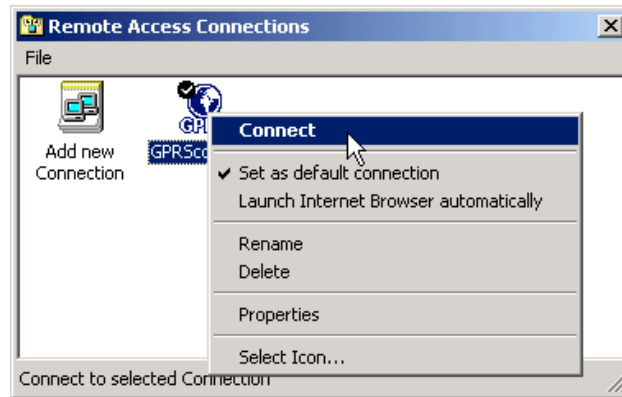 Remote Access Connections
File
Add new
Connection
Connect
Set as default connection
Launch Internet Browser automatically
Rename
Delete
Properties
Select Icon...
Connect to selected Connection